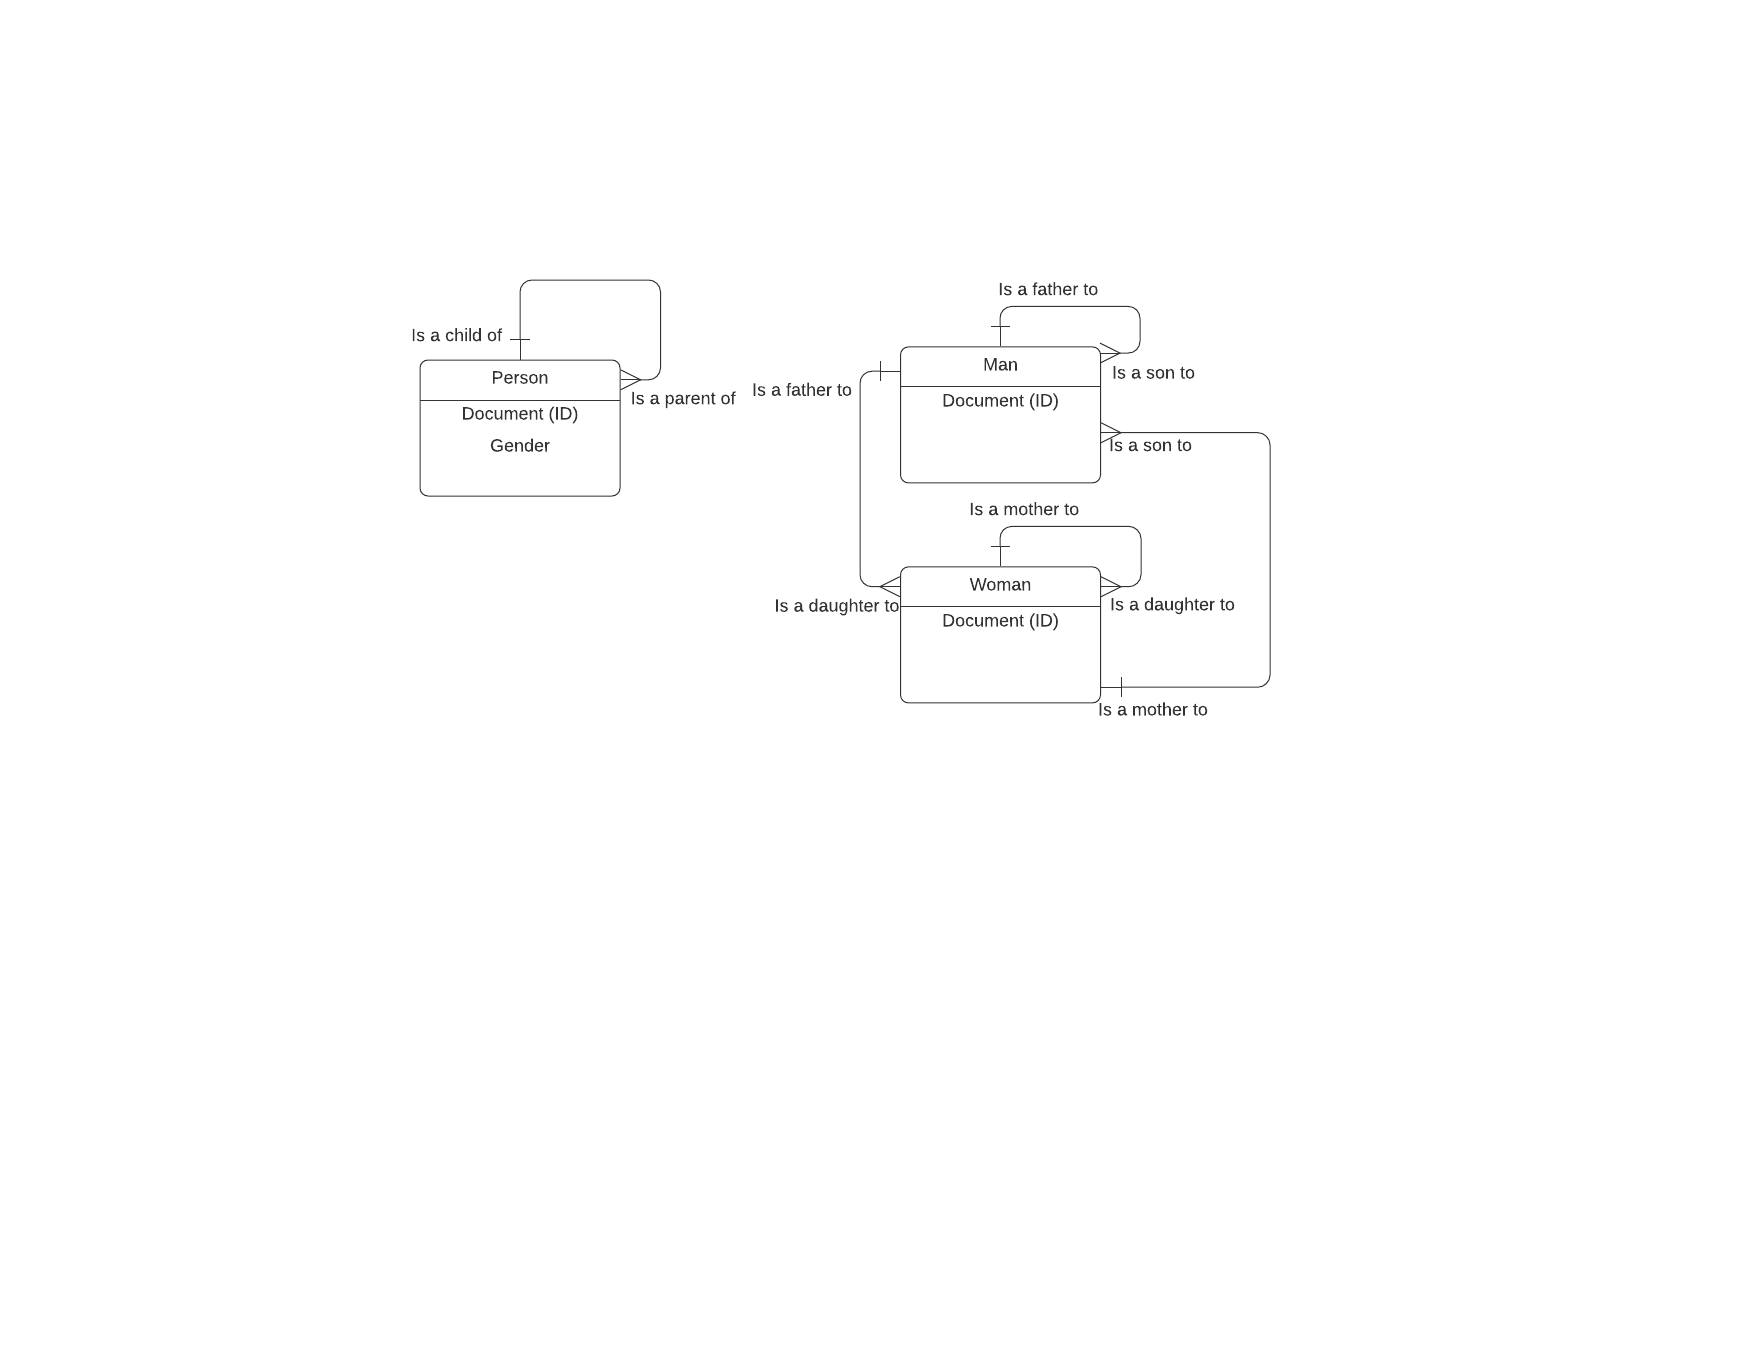 Is a child of
Person
Is a parent of
Document (ID)
Gender
Is a father to
Man
Is a father to
Is a son to
Document (ID)
Is a son to
Is a mother to
Woman
Is a daughter to
Is a daughter to
Document (ID)
Is a mother to